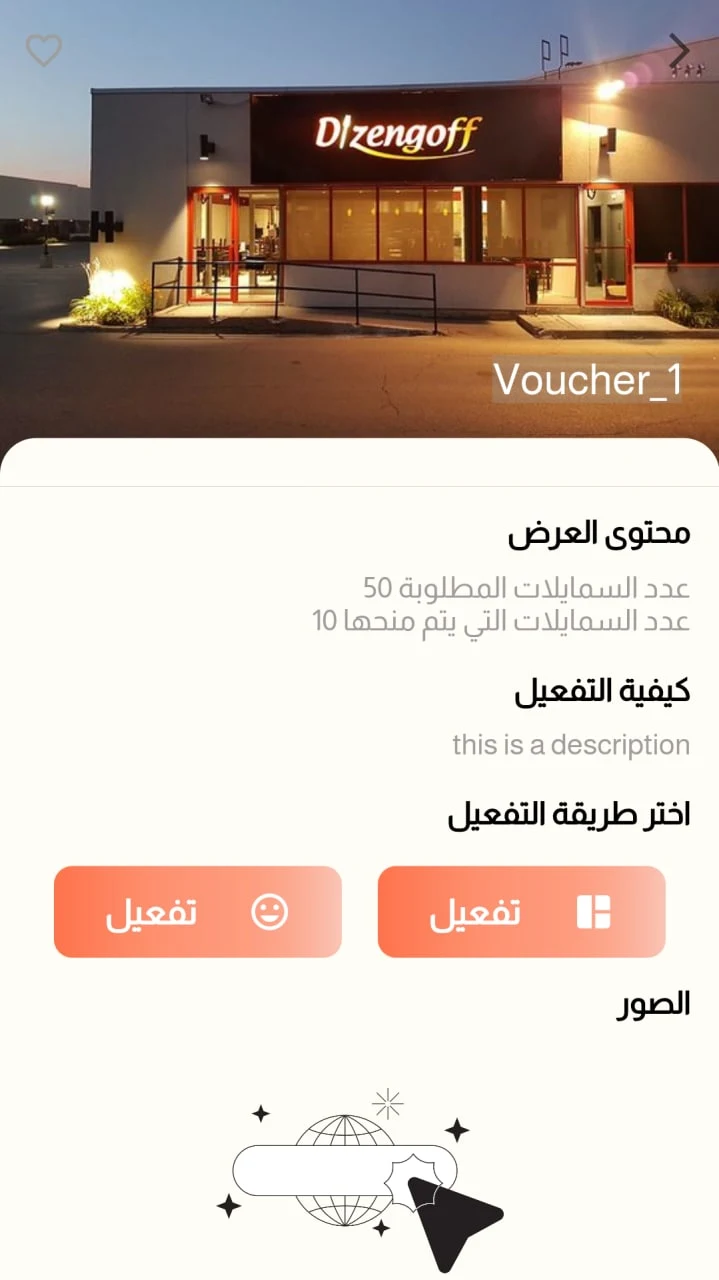 Dizengoff
Voucher_1
محتوى العرض
عدد السمايلات المطلوبة 50
عدد السمايلات التي يتم منحها 10
كيفية التفعيل
this is a description
اختر طريقة التفعيل
تفعيل
تفعيل
الصور